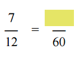 7/12 = /60